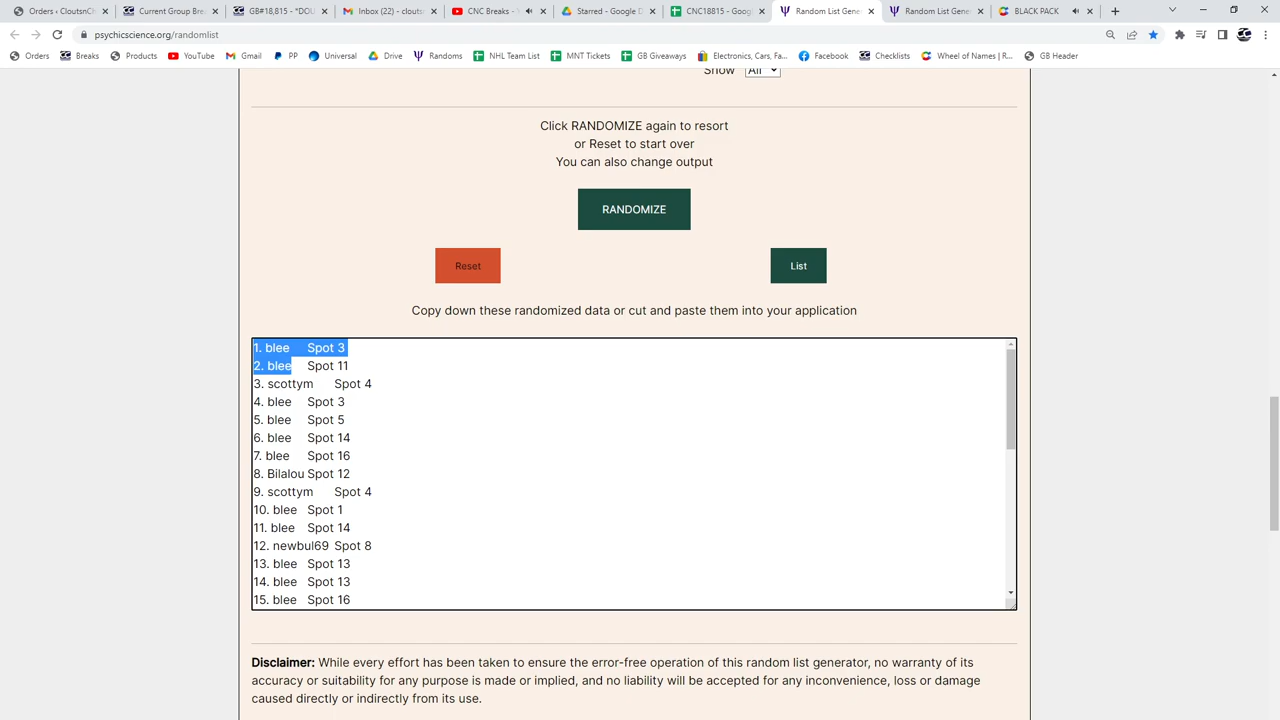 Orders ‹ CloutsnCh
Current Group Brea
GB#18,815 - *DOU
Inbox (22) - cloutsn
CNC Breaks -
Starred - Google D
CNC18815 - Goog
Random List Gene
Random List Gene
BLACK PACK
psychicscience.org/randomlist
Orders
Breaks
Products
YouTube
Gmail
PP
Universal
Drive
Randoms
NHL Team List
MNT Tickets
GB Giveaways
Electronics, Cars, Fa...
Facebook
Checklists
Wheel of Names | R...
GB Header
Show All
Click RANDOMIZE again to resort
or Reset to start over
You can also change output
RANDOMIZE
Reset
List
Copy down these randomized data or cut and paste them into your application
1. blee Spot 3
2. blee Spot 11
3. scottym Spot 4
4. blee Spot 3
5. blee Spot 5
6. blee Spot 14
7. blee Spot 16
8. Bilalou Spot 12
9. scottym Spot 4
10. blee Spot 1
11. blee Spot 14
12. newbul69 Spot 8
13. blee Spot 13
14. blee Spot 13
15. blee Spot 16
Disclaimer: While every effort has been taken to ensure the error-free operation of this random list generator, no warranty of its
accuracy or suitability for any purpose is made or implied, and no liability will be accepted for any inconvenience, loss or damage
caused directly or indirectly from its use.